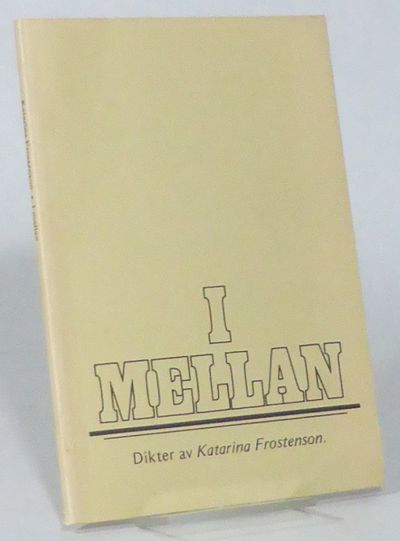 I
MELLAN
Dikter av Katarina Frostenson.